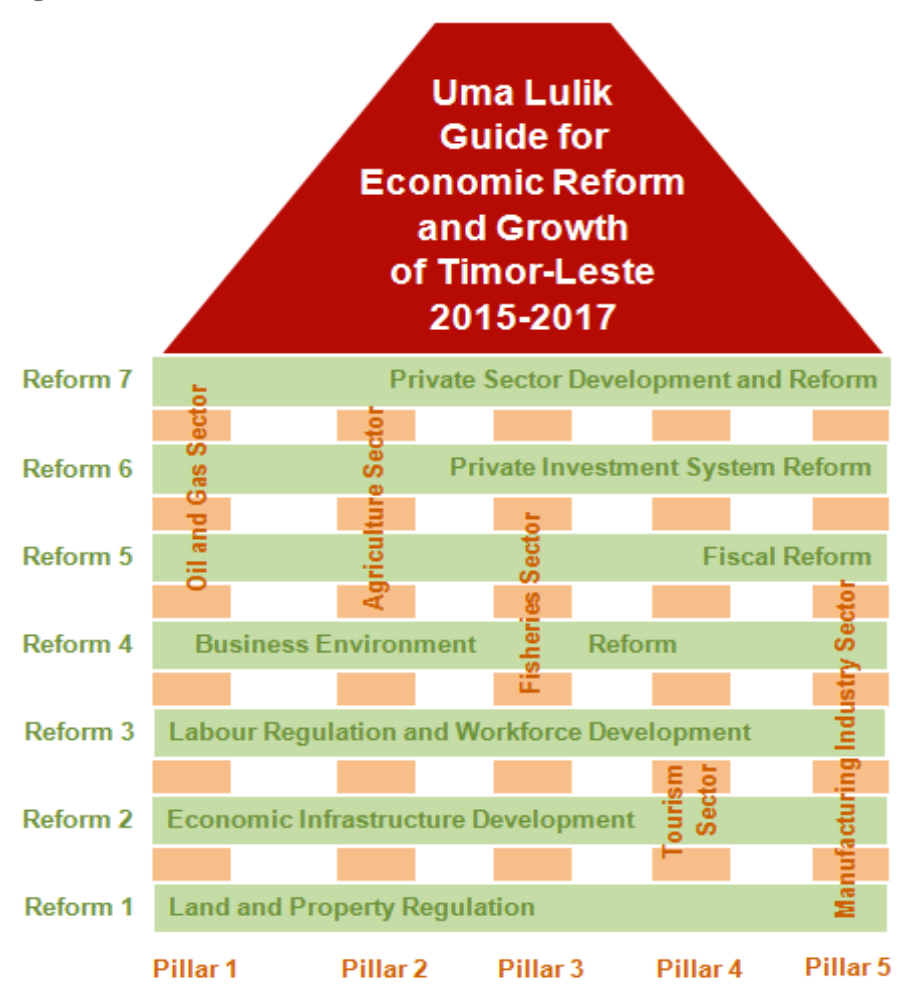 Uma Lulik
Guide for
Economic Reform
and Growth
of Timor-Leste
2015-2017
Reform 7
Private Sector Development and Reform
Reform 6
Private Investment System Reform
Reform 5
Fiscal Reform
Reform 4
Business Environment Reform
Reform 3
Labour Regulation and Workforce Development
Reform 2
Economic Infrastructure Development
Reform 1
Land and Property Regulation
Oil and Gas Sector
Agriculture Sector
Fisheries Sector
Tourism
Sector
Manufacturing Industry Sector
Pillar 1
Pillar 2
Pillar 3
Pillar 4
Pillar 5